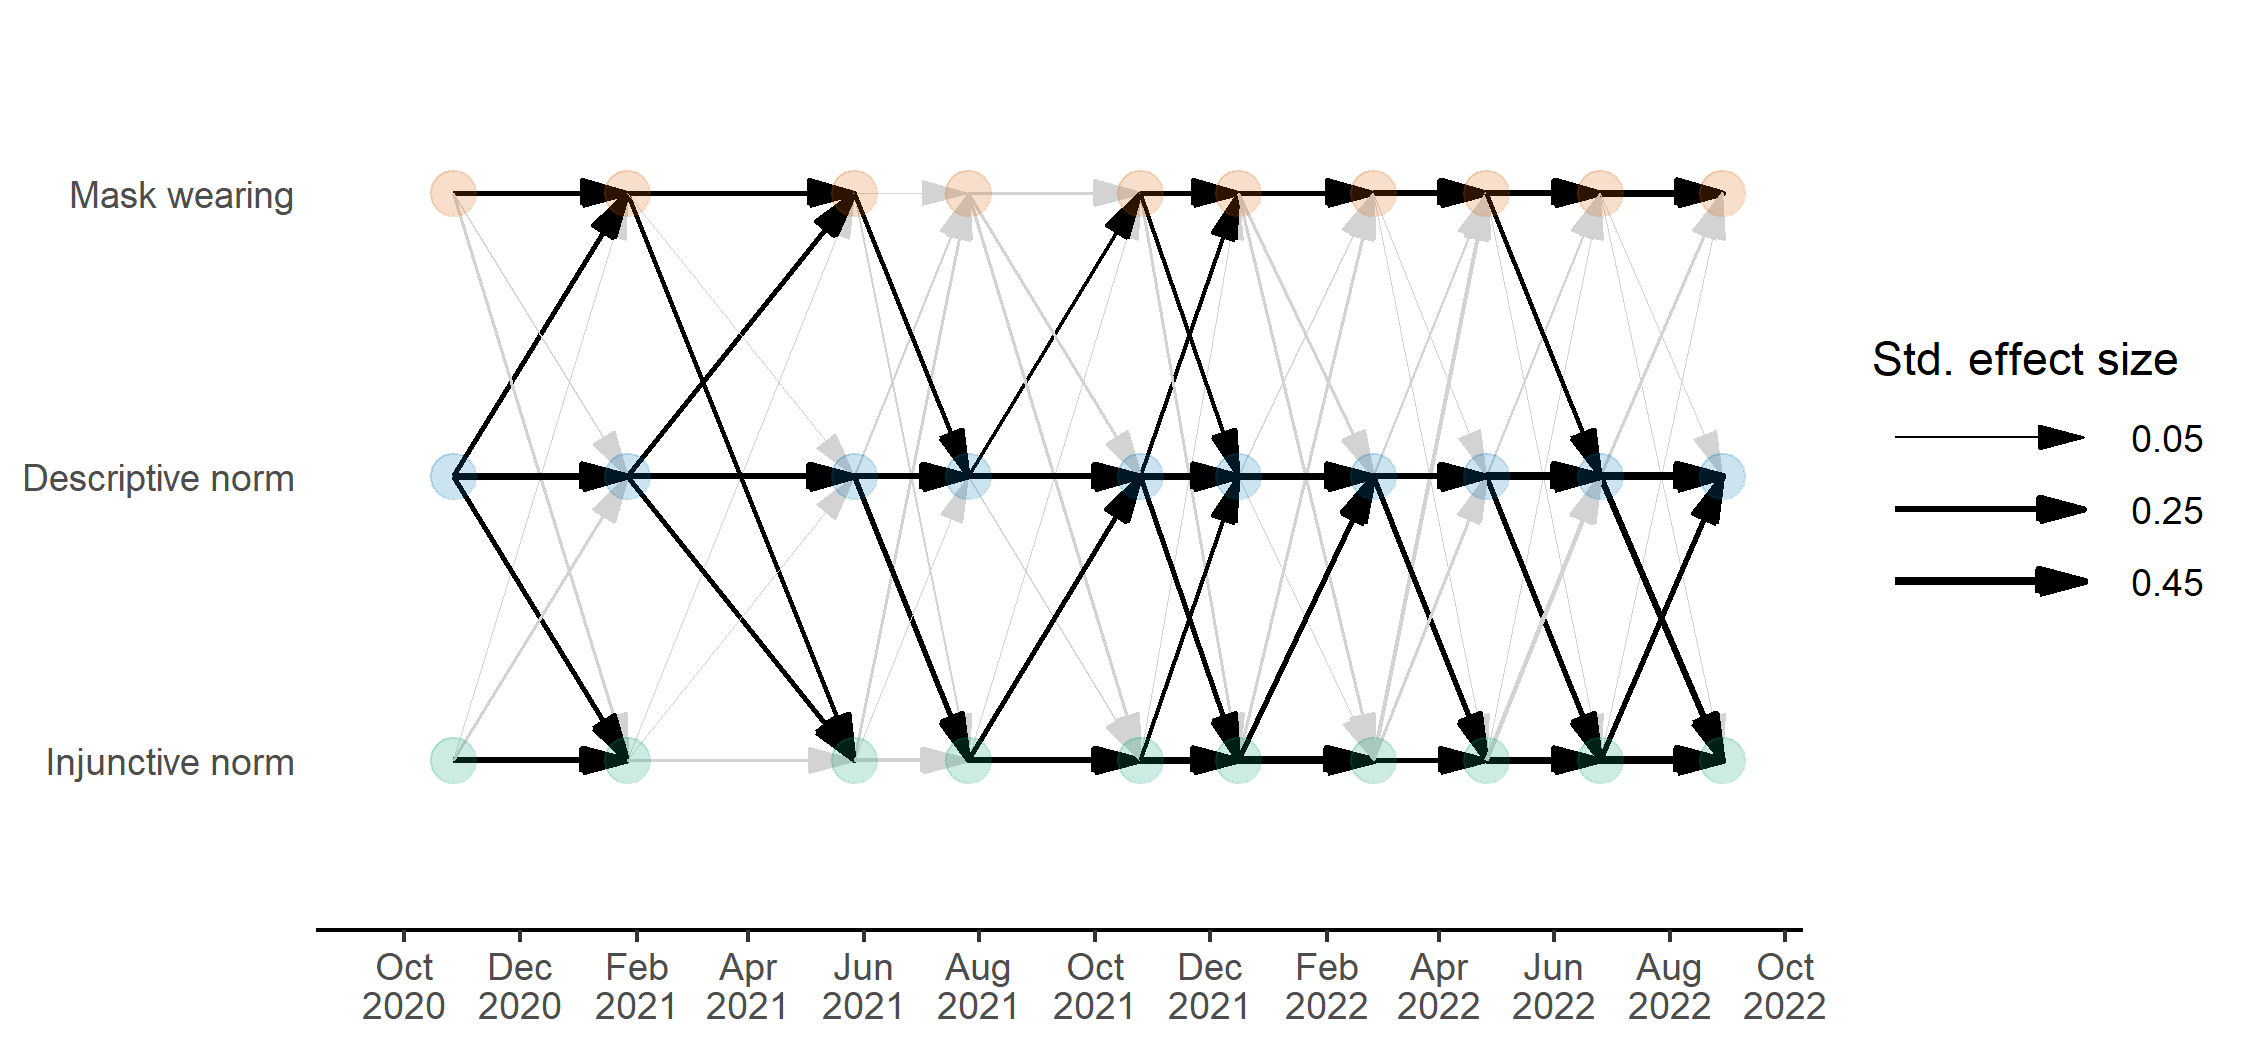 Mask wearing
Descriptive norm
Injunctive norm
Std. effect size
0.05
0.25
0.45
Oct Dec Feb Apr Jun Aug Oct Dec Feb Apr Jun Aug Oct
2020 2020 2021 2021 2021 2021 2021 2021 2022 2022 2022 2022 2022